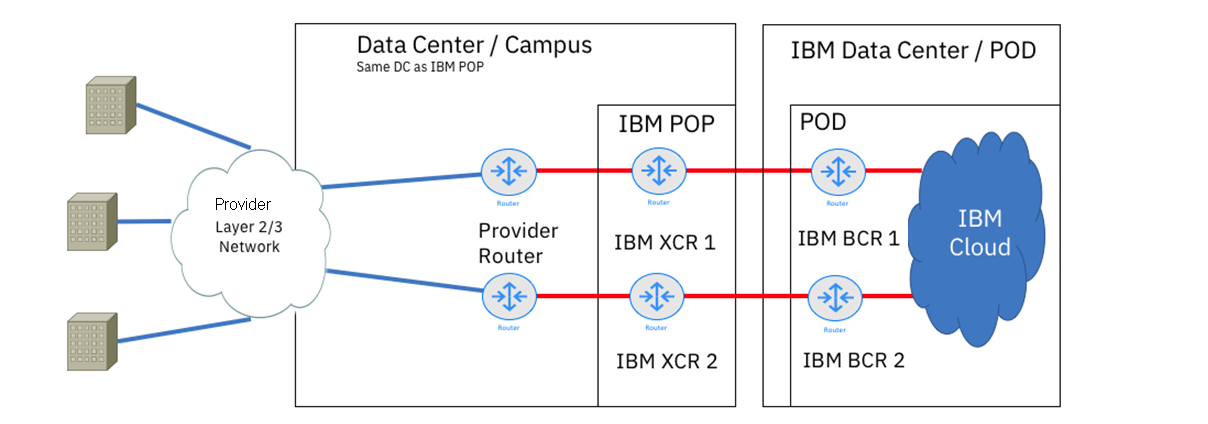 Data Center / Campus
Same DC as IBM POP
IBM Data Center / POD
IBM POP
POD
Provider
Layer 2/3
Network
Router
Router
Router
Provider
Router
IBM XCR 1
IBM BCR 1
IBM
Cloud
Router
Router
Router
IBM XCR 2
IBM BCR 2